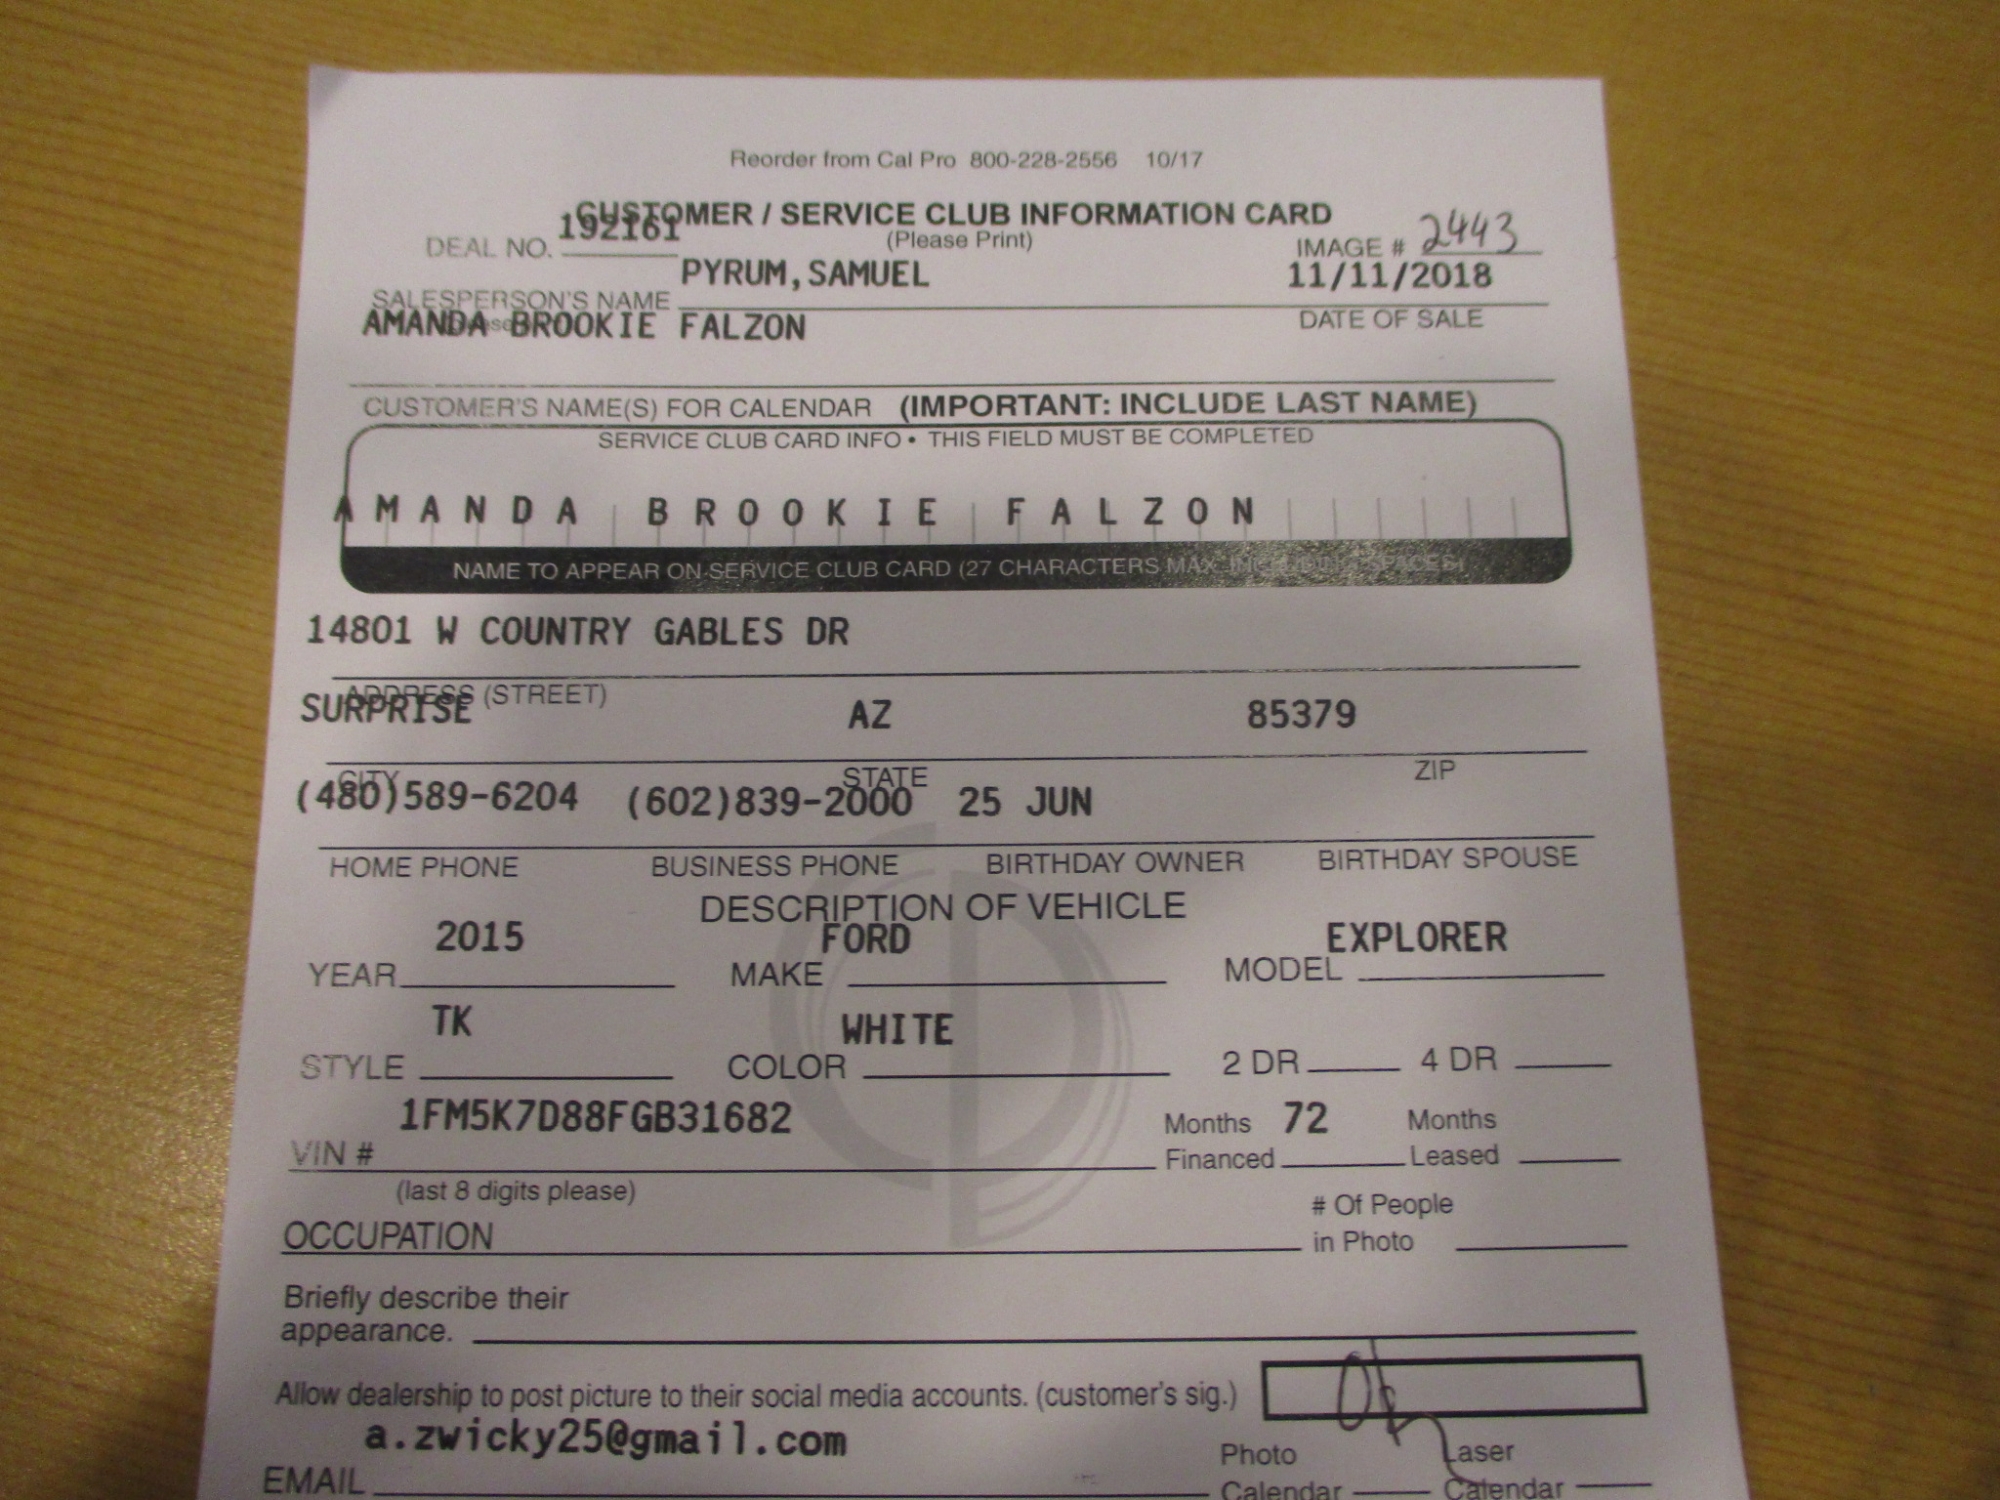 Reorder from Cal Pro 800-228-2556 10/17
CUSTOMER / SERVICE CLUB INFORMATION CARD
(Please Print)
DEAL NO. 192161
IMAGE # 2443
PYRUM, SAMUEL 11/11/2018
SALESPERSON'S NAME DATE OF SALE
AMANDA BROOKIE FALZON
CUSTOMER'S NAME(S) FOR CALENDAR (IMPORTANT: INCLUDE LAST NAME)
SERVICE CLUB CARD INFO • THIS FIELD MUST BE COMPLETED
AMANDA BROOKIE FALZON
NAME TO APPEAR ON SERVICE CLUB CARD (27 CHARACTERS MAX. INCLUDING SPACES)
14801 W COUNTRY GABLES DR
ADDRESS (STREET)
SURPRISE AZ 85379
CITY STATE ZIP
(480)589-6204 (602)839-2000 25 JUN
HOME PHONE BUSINESS PHONE BIRTHDAY OWNER BIRTHDAY SPOUSE
DESCRIPTION OF VEHICLE
2015 FORD EXPLORER
YEAR MAKE MODEL
TK WHITE
STYLE COLOR 2 DR 4 DR
1FM5K7D88FGB31682 Months 72 Months
VIN # Financed Leased
(last 8 digits please)
# Of People
OCCUPATION in Photo
Briefly describe their
appearance.
Allow dealership to post picture to their social media accounts. (customer's sig.)
a.zwicky25@gmail.com
Photo Laser
EMAIL Calendar Calendar